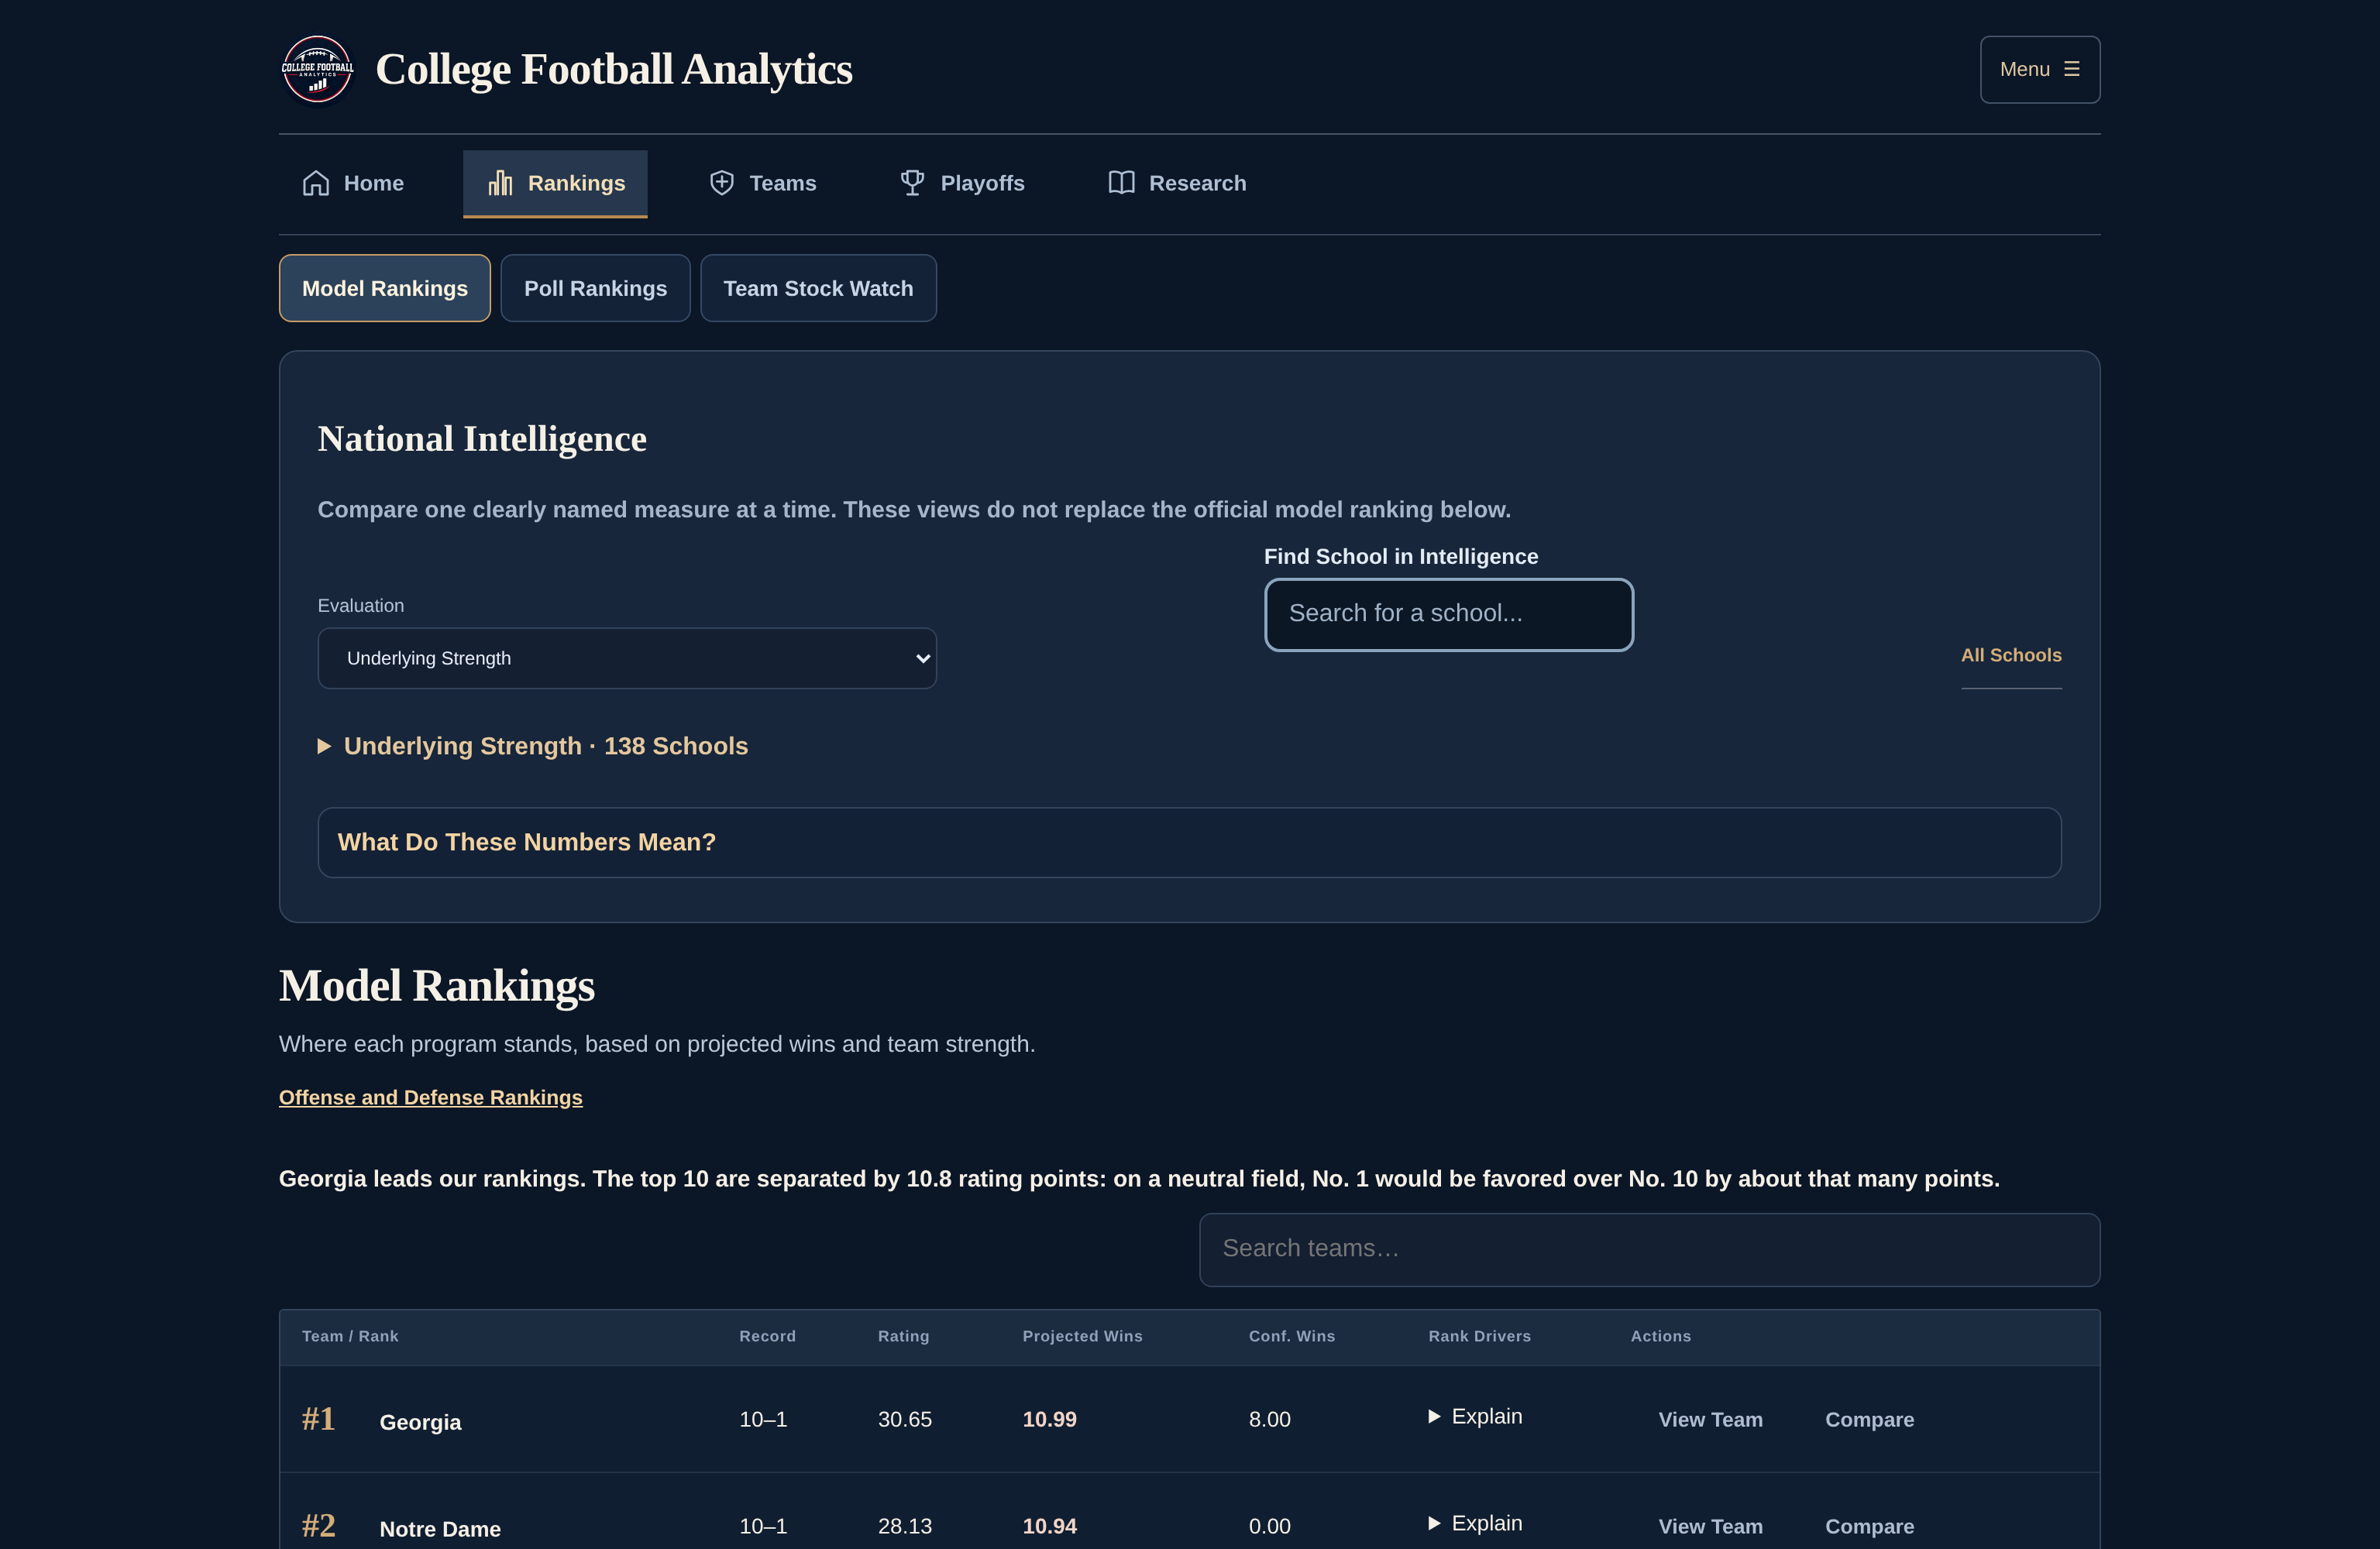 COLLEGE FOOTBALL
ANALYTICS
College Football Analytics
Menu ☰
Home
Rankings
Teams
Playoffs
Research
Model Rankings
Poll Rankings
Team Stock Watch
National Intelligence
Compare one clearly named measure at a time. These views do not replace the official model ranking below.
Find School in Intelligence
Search for a school...
Evaluation
Underlying Strength
All Schools
▶ Underlying Strength · 138 Schools
What Do These Numbers Mean?
Model Rankings
Where each program stands, based on projected wins and team strength.
Offense and Defense Rankings
Georgia leads our rankings. The top 10 are separated by 10.8 rating points: on a neutral field, No. 1 would be favored over No. 10 by about that many points.
Search teams…
Team / Rank Record Rating Projected Wins Conf. Wins Rank Drivers Actions
#1 Georgia 10–1 30.65 10.99 8.00 ▶ Explain View Team Compare
#2 Notre Dame 10–1 28.13 10.94 0.00 ▶ Explain View Team Compare